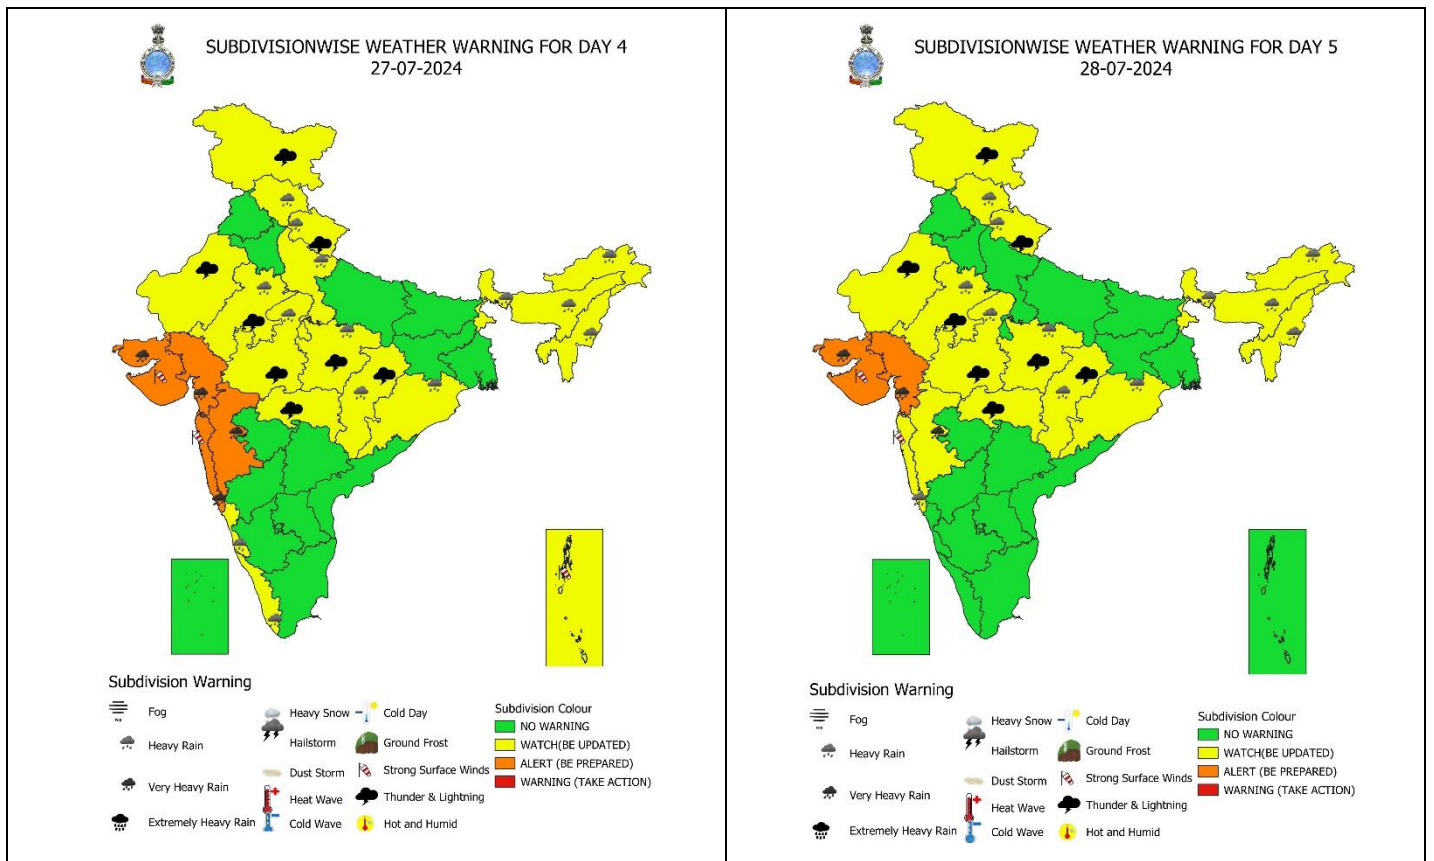 SUBDIVISIONWISE WEATHER WARNING FOR DAY 4
27-07-2024
Subdivision Warning
Fog
Heavy Rain
Very Heavy Rain
Extremely Heavy Rain
Heavy Snow
Hailstorm
Dust Storm
Heat Wave
Cold Wave
Cold Day
Ground Frost
Strong Surface Winds
Thunder & Lightning
Hot and Humid
Subdivision Colour
NO WARNING
WATCH(BE UPDATED)
ALERT (BE PREPARED)
WARNING (TAKE ACTION)
SUBDIVISIONWISE WEATHER WARNING FOR DAY 5
28-07-2024
Subdivision Warning
Fog
Heavy Rain
Very Heavy Rain
Extremely Heavy Rain
Heavy Snow
Hailstorm
Dust Storm
Heat Wave
Cold Wave
Cold Day
Ground Frost
Strong Surface Winds
Thunder & Lightning
Hot and Humid
Subdivision Colour
NO WARNING
WATCH(BE UPDATED)
ALERT (BE PREPARED)
WARNING (TAKE ACTION)